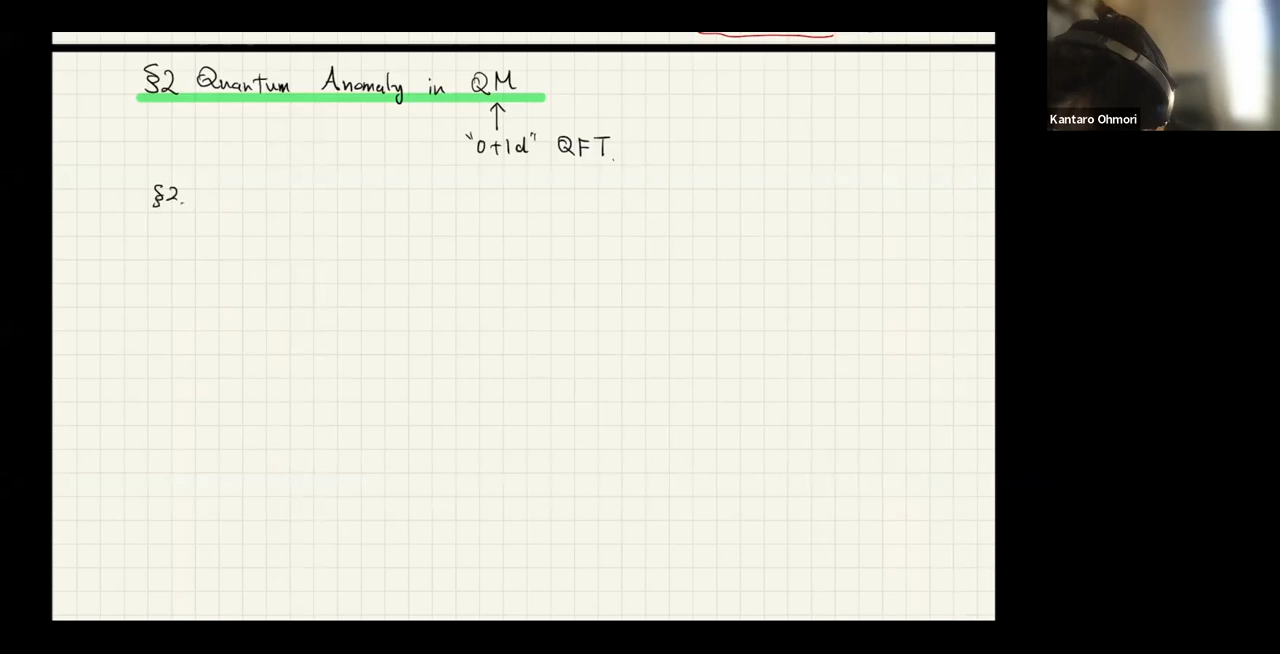 §2 Quantum Anomaly in QM
↑
"0+1d" QFT.
§2.
Kantaro Ohmori